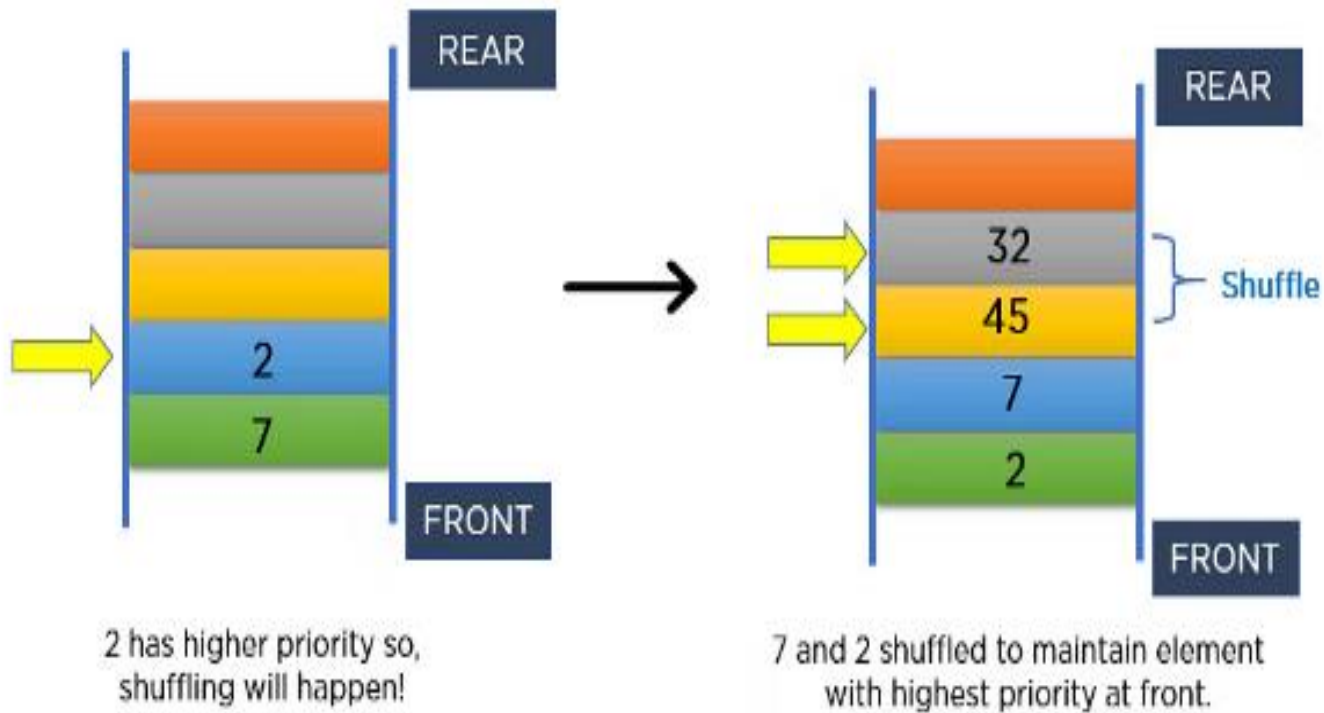 REAR
2
7
FRONT
2 has higher priority so,
shuffling will happen!
REAR
32
45
Shuffle
7
2
FRONT
7 and 2 shuffled to maintain element
with highest priority at front.